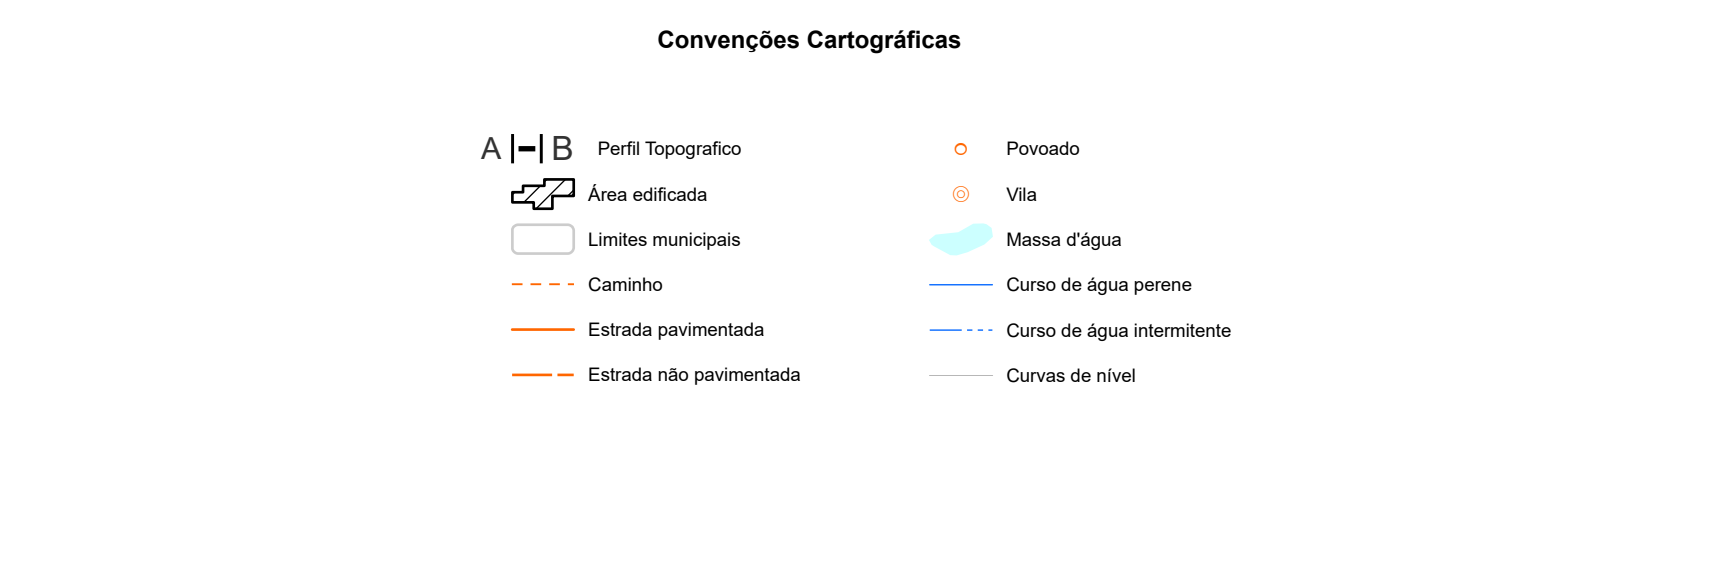 Convenções Cartográficas
A B Perfil Topografico
Área edificada
Limites municipais
Caminho
Estrada pavimentada
Estrada não pavimentada
Povoado
Vila
Massa d'água
Curso de água perene
Curso de água intermitente
Curvas de nível